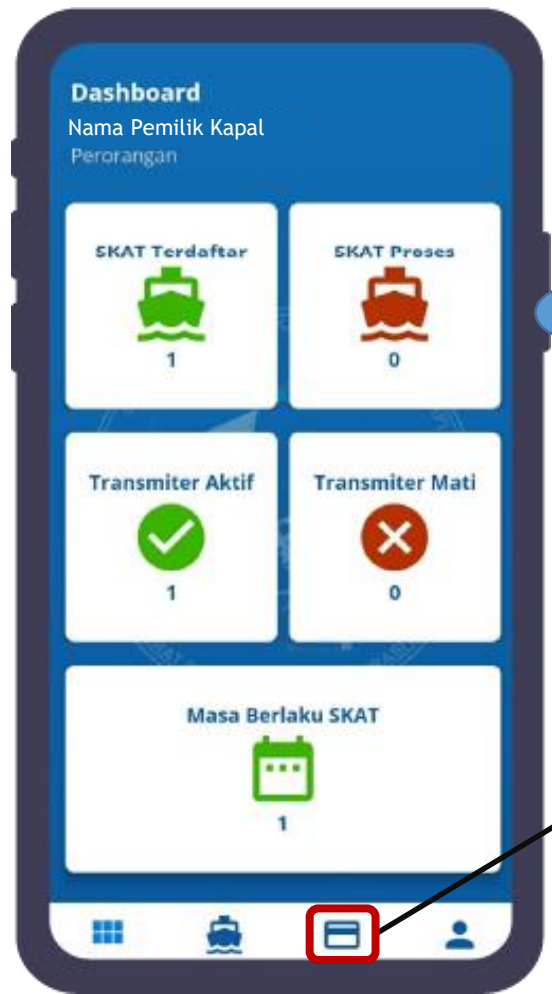 Dashboard
Nama Pemilik Kapal
Perorangan
SKAT Terdaftar
1
SKAT Proses
0
Transmiter Aktif
1
Transmiter Mati
0
Masa Berlaku SKAT
1